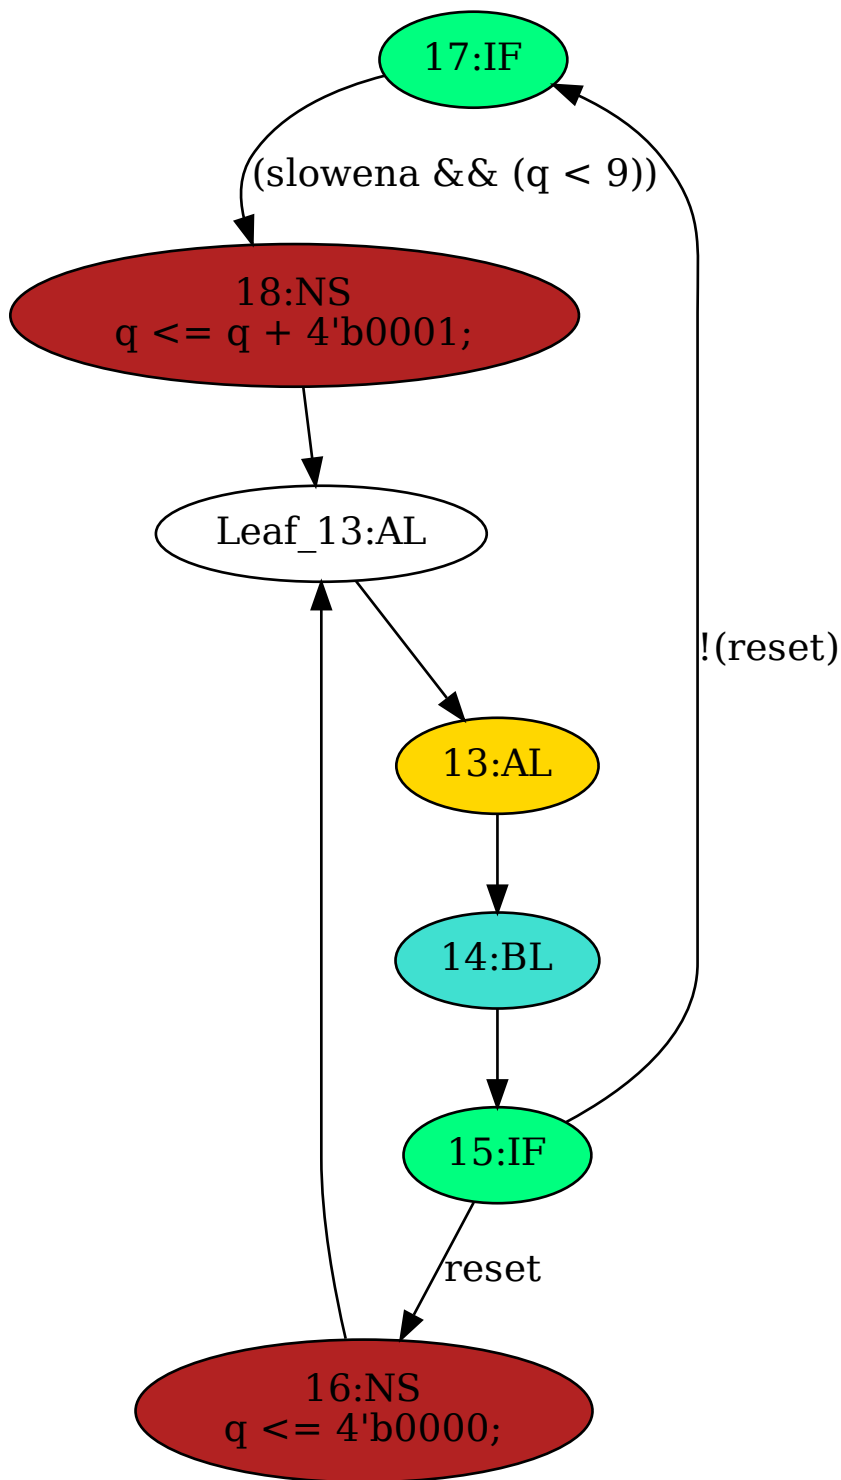 17:IF
(slowena && (q < 9))
18:NS
q <= q + 4'b0001;
Leaf_13:AL
!(reset)
13:AL
14:BL
15:IF
reset
16:NS
q <= 4'b0000;